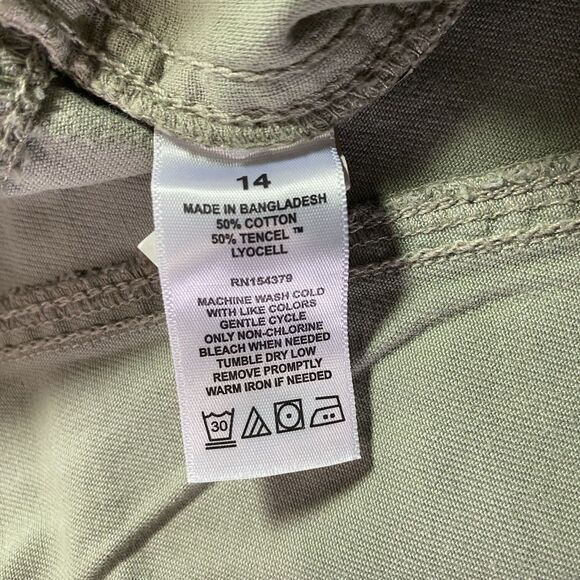 14
MADE IN BANGLADESH
50% COTTON
50% TENCEL ™
LYOCELL
RN154379
MACHINE WASH COLD
WITH LIKE COLORS
GENTLE CYCLE
ONLY NON-CHLORINE
BLEACH WHEN NEEDED
TUMBLE DRY LOW
REMOVE PROMPTLY
WARM IRON IF NEEDED
30